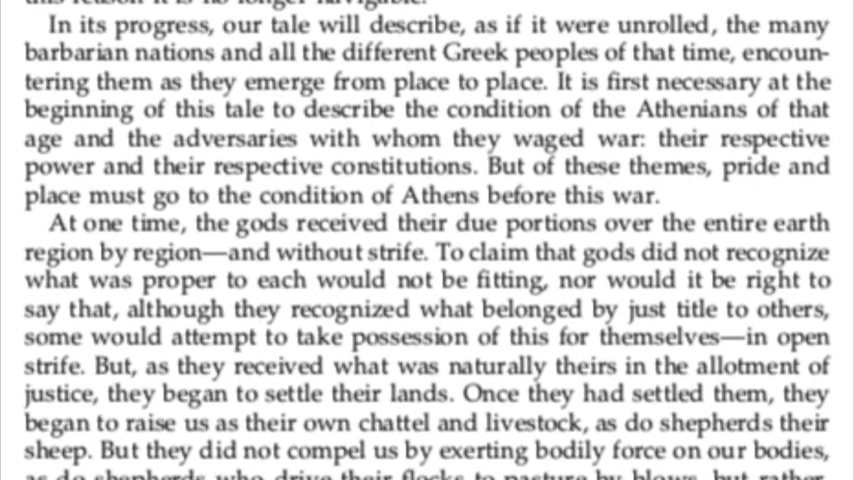 this reason it is no longer navigable.
In its progress, our tale will describe, as if it were unrolled, the many
barbarian nations and all the different Greek peoples of that time, encoun-
tering them as they emerge from place to place. It is first necessary at the
beginning of this tale to describe the condition of the Athenians of that
age and the adversaries with whom they waged war: their respective
power and their respective constitutions. But of these themes, pride and
place must go to the condition of Athens before this war.
At one time, the gods received their due portions over the entire earth
region by region—and without strife. To claim that gods did not recognize
what was proper to each would not be fitting, nor would it be right to
say that, although they recognized what belonged by just title to others,
some would attempt to take possession of this for themselves—in open
strife. But, as they received what was naturally theirs in the allotment of
justice, they began to settle their lands. Once they had settled them, they
began to raise us as their own chattel and livestock, as do shepherds their
sheep. But they did not compel us by exerting bodily force on our bodies,
as do shepherds who drive their flocks to pasture by blows, but rather,